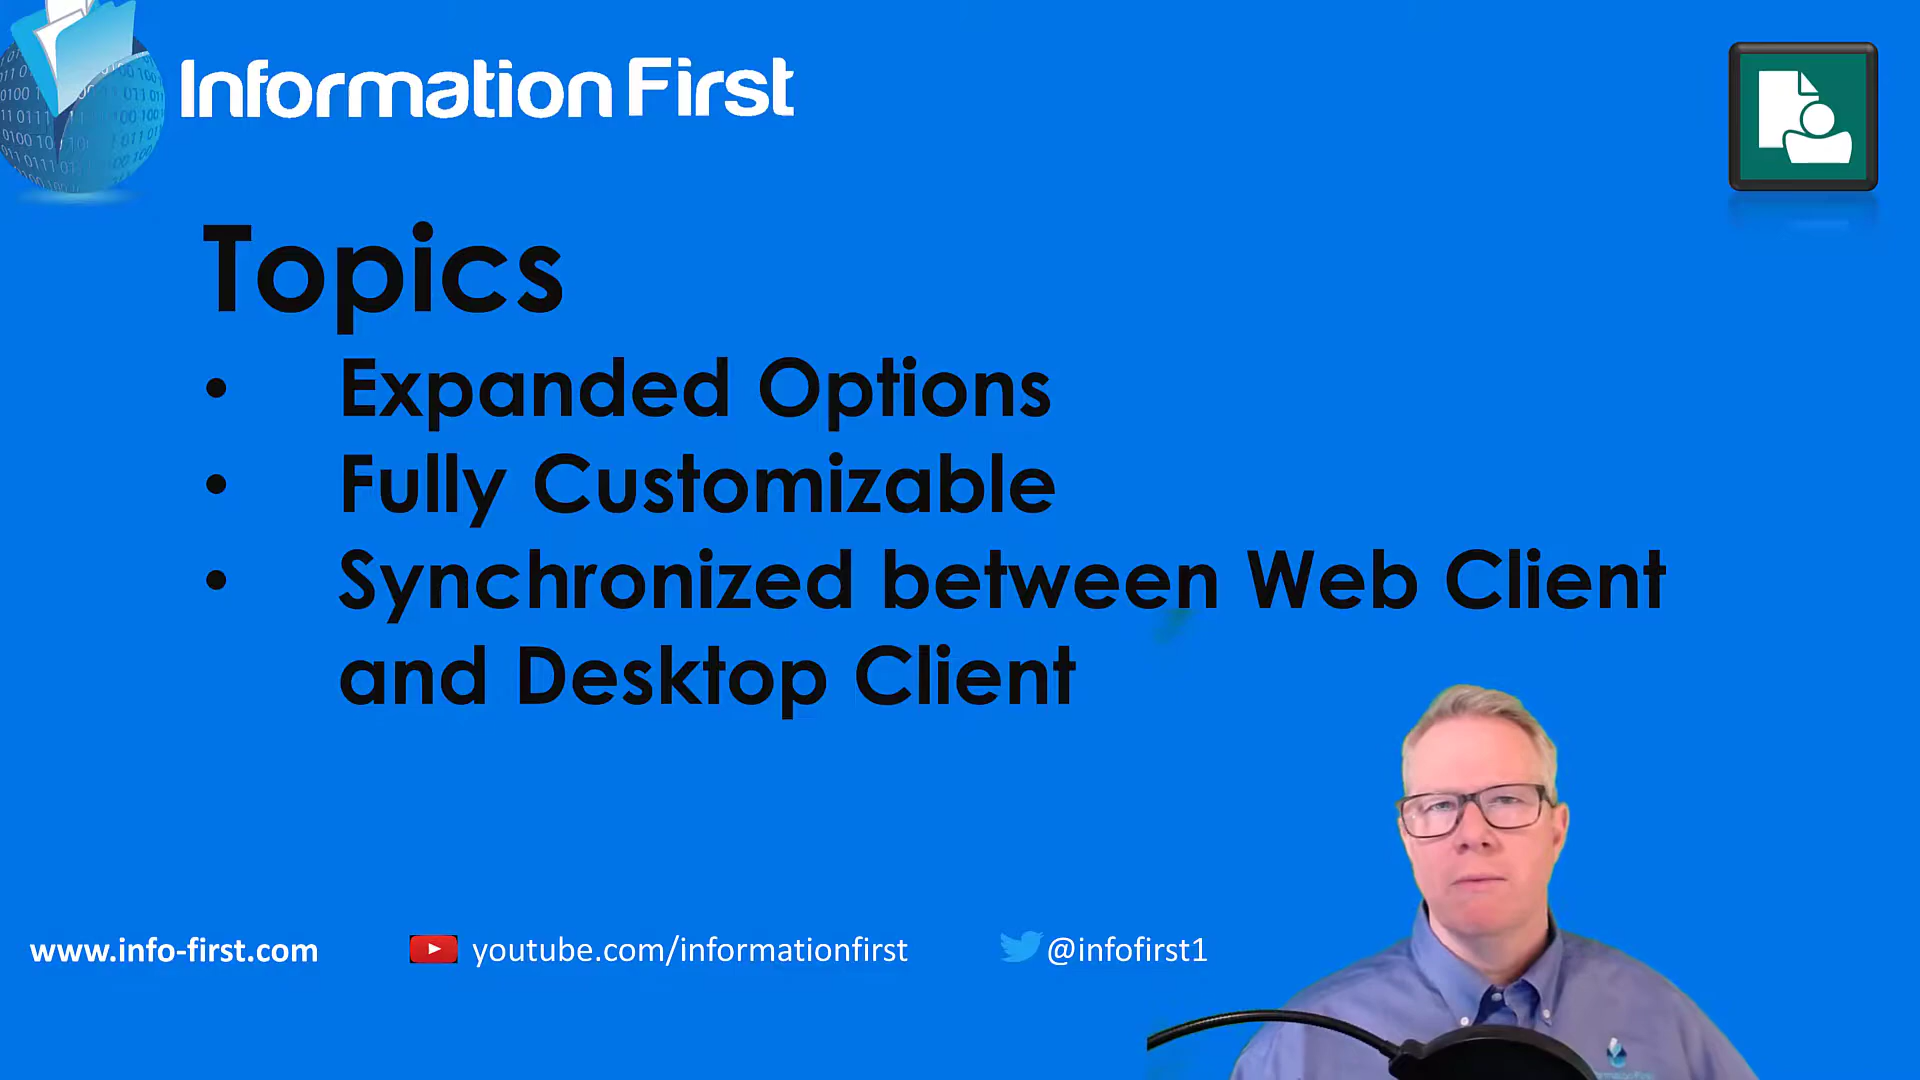 Information First
Topics
• Expanded Options
• Fully Customizable
• Synchronized between Web Client
and Desktop Client
www.info-first.com
youtube.com/informationfirst
@infofirst1